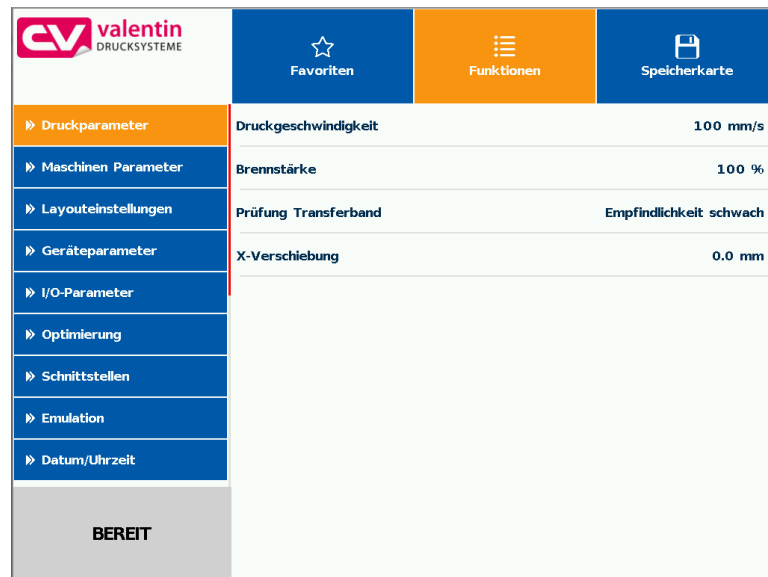 valentin
DRUCKSYSTEME
Favoriten
Funktionen
Speicherkarte
Druckparameter
Maschinen Parameter
Layouteinstellungen
Geräteparameter
I/O-Parameter
Optimierung
Schnittstellen
Emulation
Datum/Uhrzeit
BEREIT
Druckgeschwindigkeit 100 mm/s
Brennstärke 100 %
Prüfung Transferband Empfindlichkeit schwach
X-Verschiebung 0.0 mm